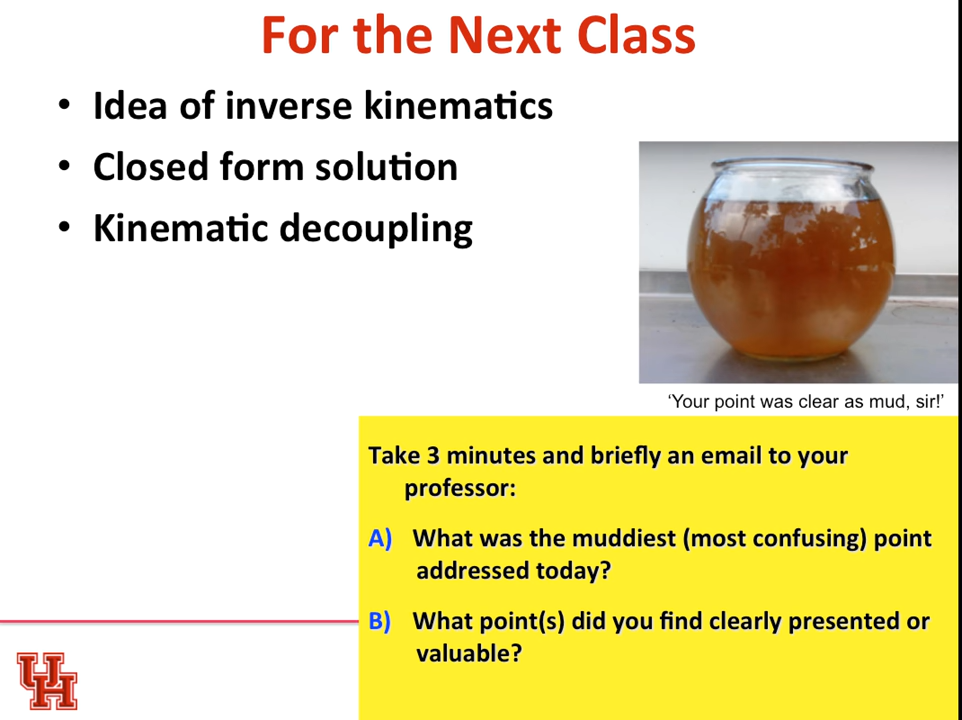 For the Next Class
• Idea of inverse kinematics
• Closed form solution
• Kinematic decoupling
'Your point was clear as mud, sir!'
Take 3 minutes and briefly an email to your
professor:
A) What was the muddiest (most confusing) point
addressed today?
B) What point(s) did you find clearly presented or
valuable?
UH